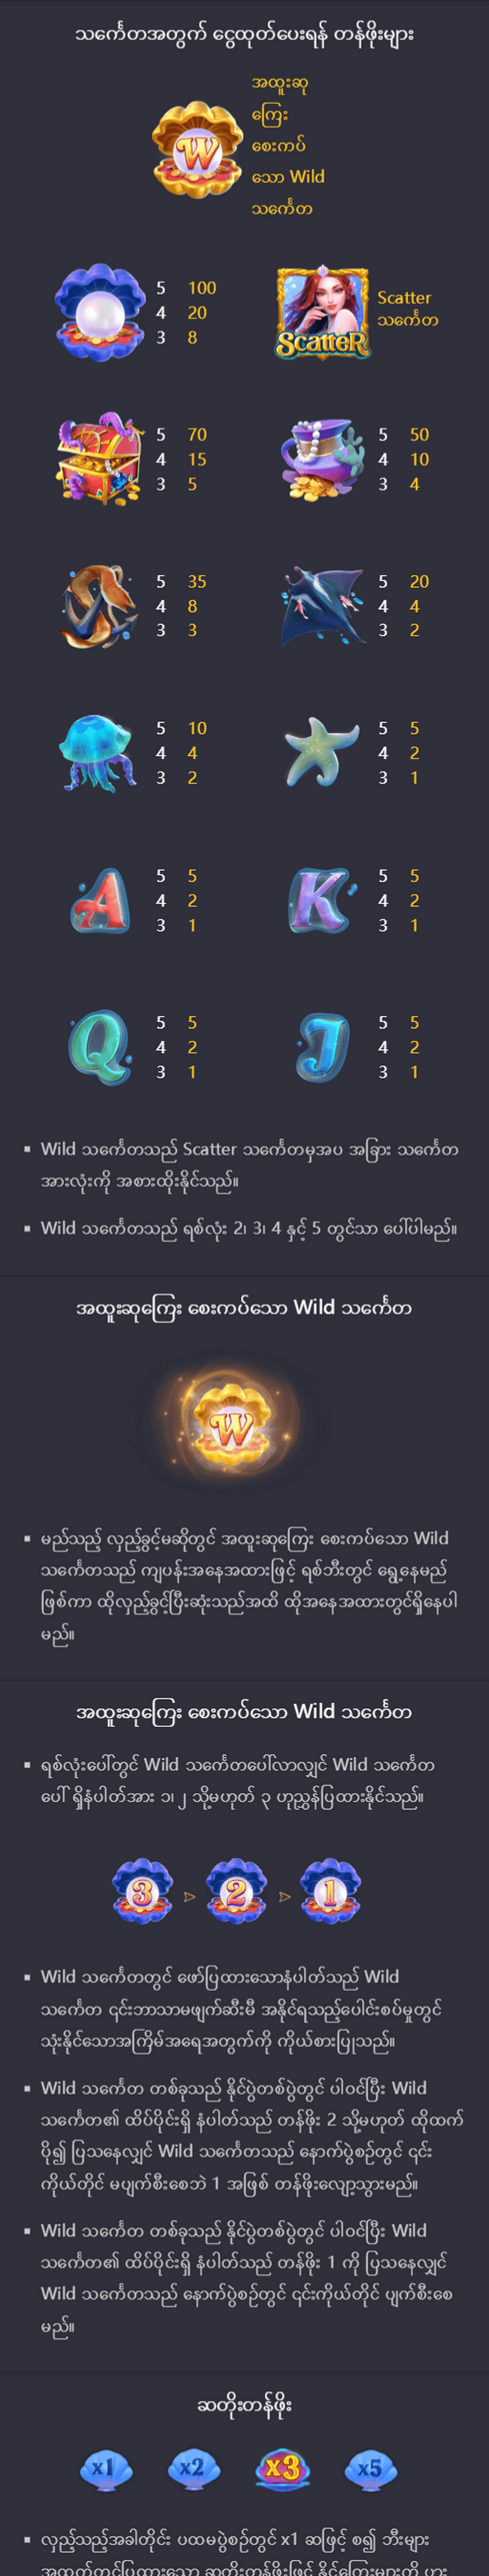 သင်္ကေတအတွက် ငွေထုတ်ပေးရန် တန်ဖိုးများ
W
အထူးဆု
ကြေး
စေးကပ်
သော Wild
သင်္ကေတ
5 100
4 20
3 8
ScatteR
Scatter
သင်္ကေတ
5 70
4 15
3 5
5 50
4 10
3 4
5 35
4 8
3 3
5 20
4 4
3 2
5 10
4 4
3 2
5 5
4 2
3 1
A
5 5
4 2
3 1
K
5 5
4 2
3 1
Q
5 5
4 2
3 1
J
5 5
4 2
3 1
▪ Wild သင်္ကေတသည် Scatter သင်္ကေတမှအပ အခြား သင်္ကေတ
အားလုံးကို အစားထိုးနိုင်သည်။
▪ Wild သင်္ကေတသည် ရစ်လုံး 2၊ 3၊ 4 နှင့် 5 တွင်သာ ပေါ်ပါမည်။
အထူးဆုကြေး စေးကပ်သော Wild သင်္ကေတ
W
▪ မည်သည့် လှည့်ခွင့်မဆိုတွင် အထူးဆုကြေး စေးကပ်သော Wild
သင်္ကေတသည် ကျပန်းအနေအထားဖြင့် ရစ်ဘီးတွင် ရွေ့နေမည်
ဖြစ်ကာ ထိုလှည့်ခွင့်ပြီးဆုံးသည်အထိ ထိုအနေအထားတွင်ရှိနေပါ
မည်။
အထူးဆုကြေး စေးကပ်သော Wild သင်္ကေတ
▪ ရစ်လုံးပေါ်တွင် Wild သင်္ကေတပေါ်လာလျှင် Wild သင်္ကေတ
ပေါ် ရှိနံပါတ်အား ၁၊၂ သို့မဟုတ် ၃ ဟုညွှန်ပြထားနိုင်သည်။
3 2 1
▪ Wild သင်္ကေတတွင် ဖော်ပြထားသောနံပါတ်သည် Wild
သင်္ကေတ ၎င်းဘာသာမဖျက်ဆီးမီ အနိုင်ရသည့်ပေါင်းစပ်မှုတွင်
သုံးနိုင်သောအကြိမ်အရေအတွက်ကို ကိုယ်စားပြုသည်။
▪ Wild သင်္ကေတ တစ်ခုသည် နိုင်ပွဲတစ်ပွဲတွင် ပါဝင်ပြီး Wild
သင်္ကေတ၏ ထိပ်ပိုင်းရှိ နံပါတ်သည် တန်ဖိုး 2 သို့မဟုတ် ထိုထက်
ပို၍ ပြသနေလျှင် Wild သင်္ကေတသည် နောက်ပွဲစဉ်တွင် ၎င်း
ကိုယ်တိုင် မပျက်စီးစေဘဲ 1 အဖြစ် တန်ဖိုးလျော့သွားမည်။
▪ Wild သင်္ကေတ တစ်ခုသည် နိုင်ပွဲတစ်ပွဲတွင် ပါဝင်ပြီး Wild
သင်္ကေတ၏ ထိပ်ပိုင်းရှိ နံပါတ်သည် တန်ဖိုး 1 ကို ပြသနေလျှင်
Wild သင်္ကေတသည် နောက်ပွဲစဉ်တွင် ၎င်းကိုယ်တိုင် ပျက်စီးစေ
မည်။
ဆတိုးတန်ဖိုး
x1 x2 x3 x5
▪ လှည့်သည့်အခါတိုင်း ပထမပွဲစဉ်တွင် x1 ဆဖြင့် စ၍ ဘီးများ